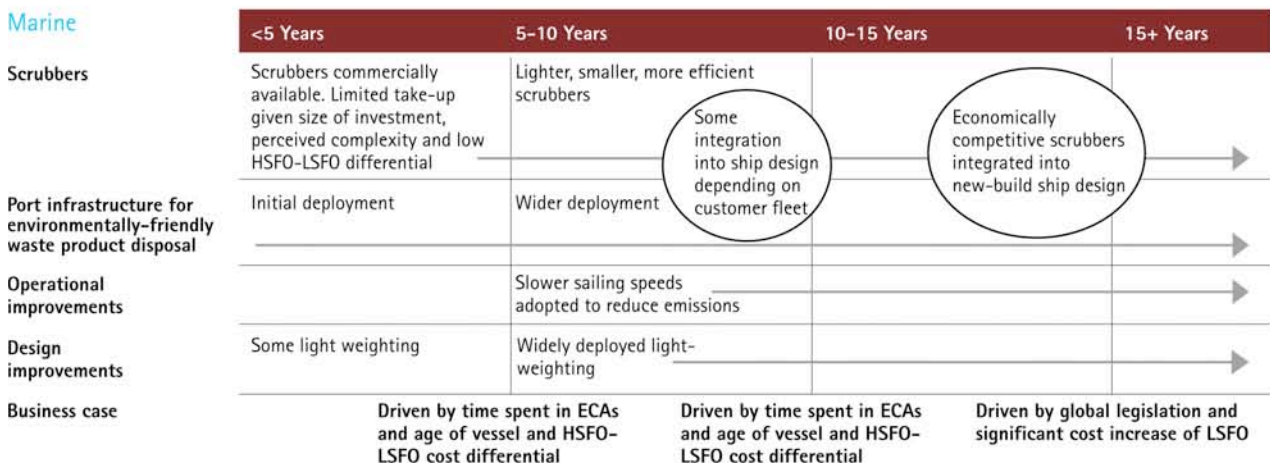 Marine
<5 Years
5-10 Years
10-15 Years
15+ Years
Scrubbers
Scrubbers commercially
available. Limited take-up
given size of investment,
perceived complexity and low
HSFO-LSFO differential
Lighter, smaller, more efficient
scrubbers
Some
integration
into ship design
depending on
customer fleet
Economically
competitive scrubbers
integrated into
new-build ship design
Port infrastructure for
environmentally-friendly
waste product disposal
Initial deployment
Wider deployment
Operational
improvements
Slower sailing speeds
adopted to reduce emissions
Design
improvements
Some light weighting
Widely deployed light-
weighting
Business case
Driven by time spent in ECAs
and age of vessel and HSFO-
LSFO cost differential
Driven by time spent in ECAs
and age of vessel and HSFO-
LSFO cost differential
Driven by global legislation and
significant cost increase of LSFO